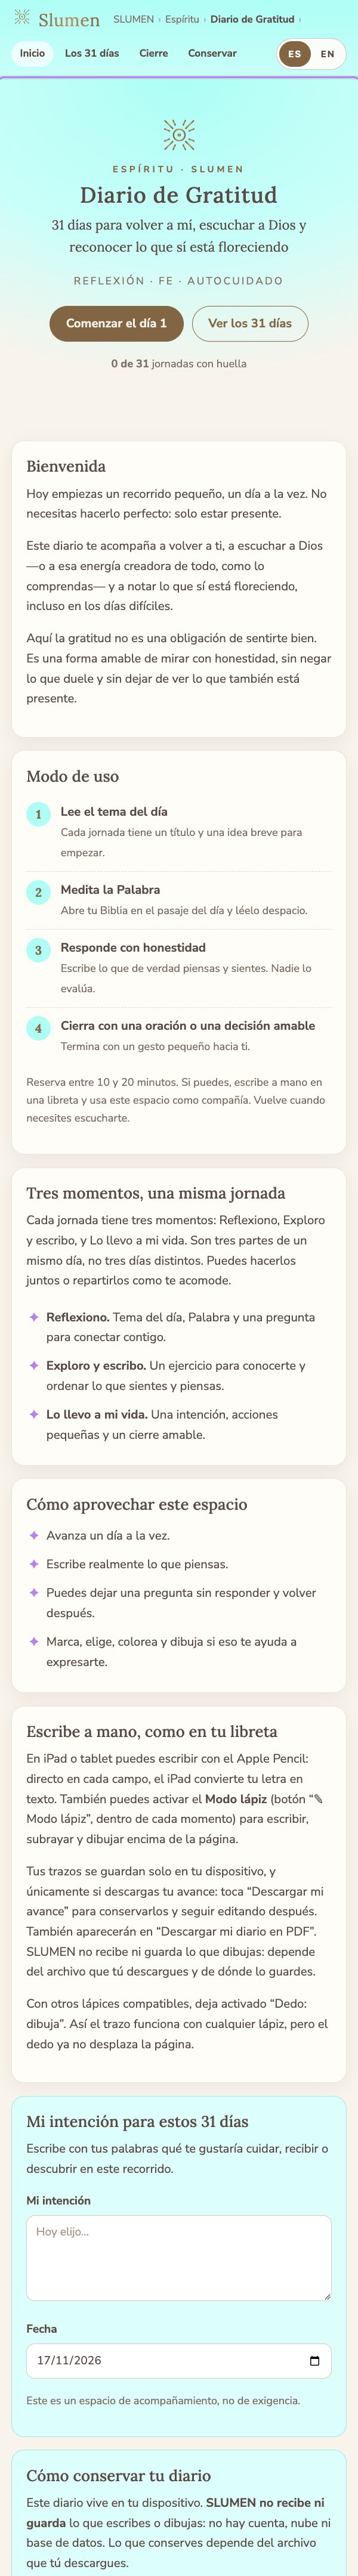 Slumen SLUMEN › Espíritu › Diario de Gratitud ›
Inicio Los 31 días Cierre Conservar ES EN
ESPÍRITU · SLUMEN
Diario de Gratitud
31 días para volver a mí, escuchar a Dios y
reconocer lo que sí está floreciendo
REFLEXIÓN · FE · AUTOCUIDADO
Comenzar el día 1 Ver los 31 días
0 de 31 jornadas con huella
Bienvenida
Hoy empiezas un recorrido pequeño, un día a la vez. No
necesitas hacerlo perfecto: solo estar presente.
Este diario te acompaña a volver a ti, a escuchar a Dios
—o a esa energía creadora de todo, como lo
comprendas— y a notar lo que sí está floreciendo,
incluso en los días difíciles.
Aquí la gratitud no es una obligación de sentirte bien.
Es una forma amable de mirar con honestidad, sin negar
lo que duele y sin dejar de ver lo que también está
presente.
Modo de uso
1 Lee el tema del día
Cada jornada tiene un título y una idea breve para
empezar.
2 Medita la Palabra
Abre tu Biblia en el pasaje del día y léelo despacio.
3 Responde con honestidad
Escribe lo que de verdad piensas y sientes. Nadie lo
evalúa.
4 Cierra con una oración o una decisión amable
Termina con un gesto pequeño hacia ti.
Reserva entre 10 y 20 minutos. Si puedes, escribe a mano en
una libreta y usa este espacio como compañía. Vuelve cuando
necesites escucharte.
Tres momentos, una misma jornada
Cada jornada tiene tres momentos: Reflexiono, Exploro
y escribo, y Lo llevo a mi vida. Son tres partes de un
mismo día, no tres días distintos. Puedes hacerlos
juntos o repartirlos como te acomode.
✦ Reflexiono. Tema del día, Palabra y una pregunta
para conectar contigo.
✦ Exploro y escribo. Un ejercicio para conocerte y
ordenar lo que sientes y piensas.
✦ Lo llevo a mi vida. Una intención, acciones
pequeñas y un cierre amable.
Cómo aprovechar este espacio
✦ Avanza un día a la vez.
✦ Escribe realmente lo que piensas.
✦ Puedes dejar una pregunta sin responder y volver
después.
✦ Marca, elige, colorea y dibuja si eso te ayuda a
expresarte.
Escribe a mano, como en tu libreta
En iPad o tablet puedes escribir con el Apple Pencil:
directo en cada campo, el iPad convierte tu letra en
texto. También puedes activar el Modo lápiz (botón “✎
Modo lápiz”, dentro de cada momento) para escribir,
subrayar y dibujar encima de la página.
Tus trazos se guardan solo en tu dispositivo, y
únicamente si descargas tu avance: toca “Descargar mi
avance” para conservarlos y seguir editando después.
También aparecerán en “Descargar mi diario en PDF”.
SLUMEN no recibe ni guarda lo que dibujas: depende
del archivo que tú descargues y de dónde lo guardes.
Con otros lápices compatibles, deja activado “Dedo:
dibuja”. Así el trazo funciona con cualquier lápiz, pero el
dedo ya no desplaza la página.
Mi intención para estos 31 días
Escribe con tus palabras qué te gustaría cuidar, recibir o
descubrir en este recorrido.
Mi intención
Hoy elijo…
Fecha
17/11/2026
Este es un espacio de acompañamiento, no de exigencia.
Cómo conservar tu diario
Este diario vive en tu dispositivo. SLUMEN no recibe ni
guarda lo que escribes o dibujas: no hay cuenta, nube ni
base de datos. Lo que conserves depende del archivo
que tú descargues.